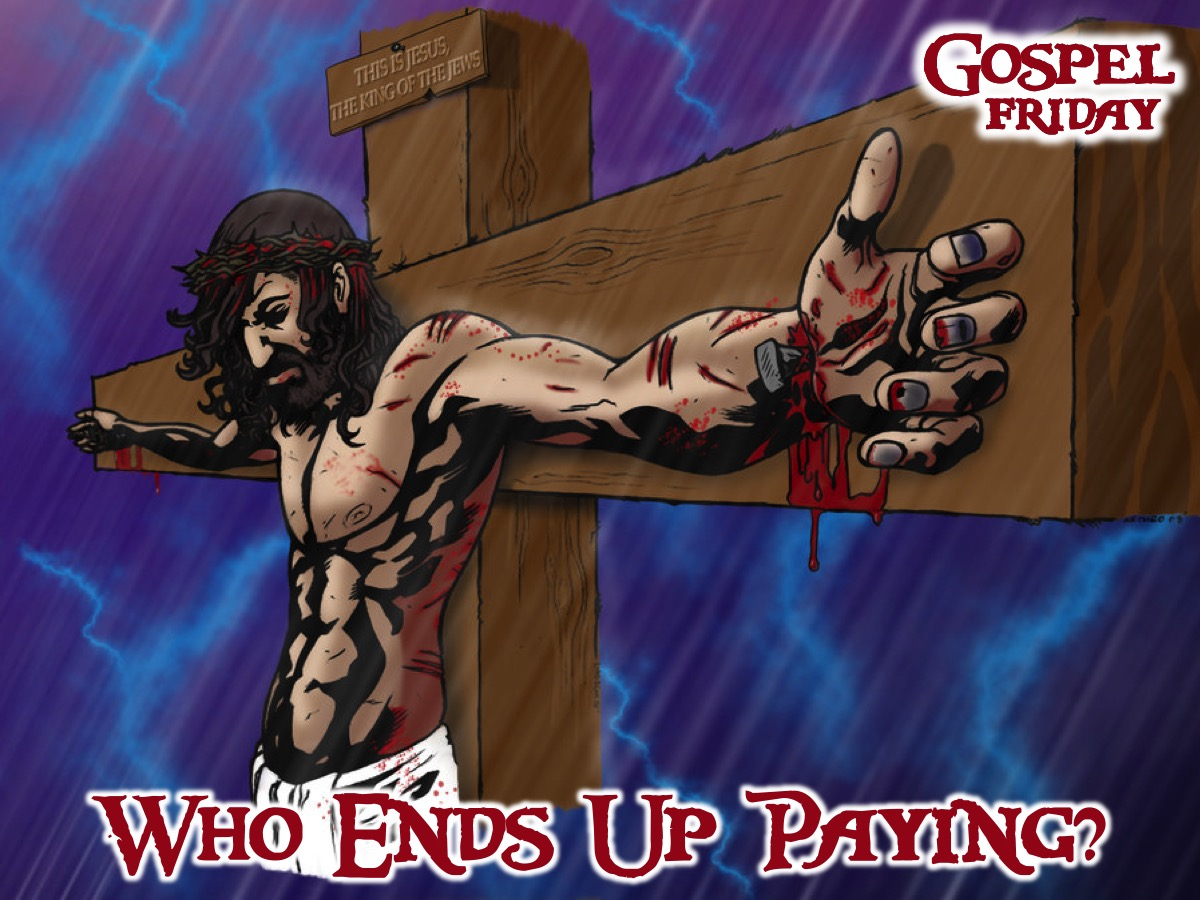 THIS IS JESUS,
THE KING OF THE JEWS
GOSPEL
FRIDAY
WHO ENDS UP PAYING?